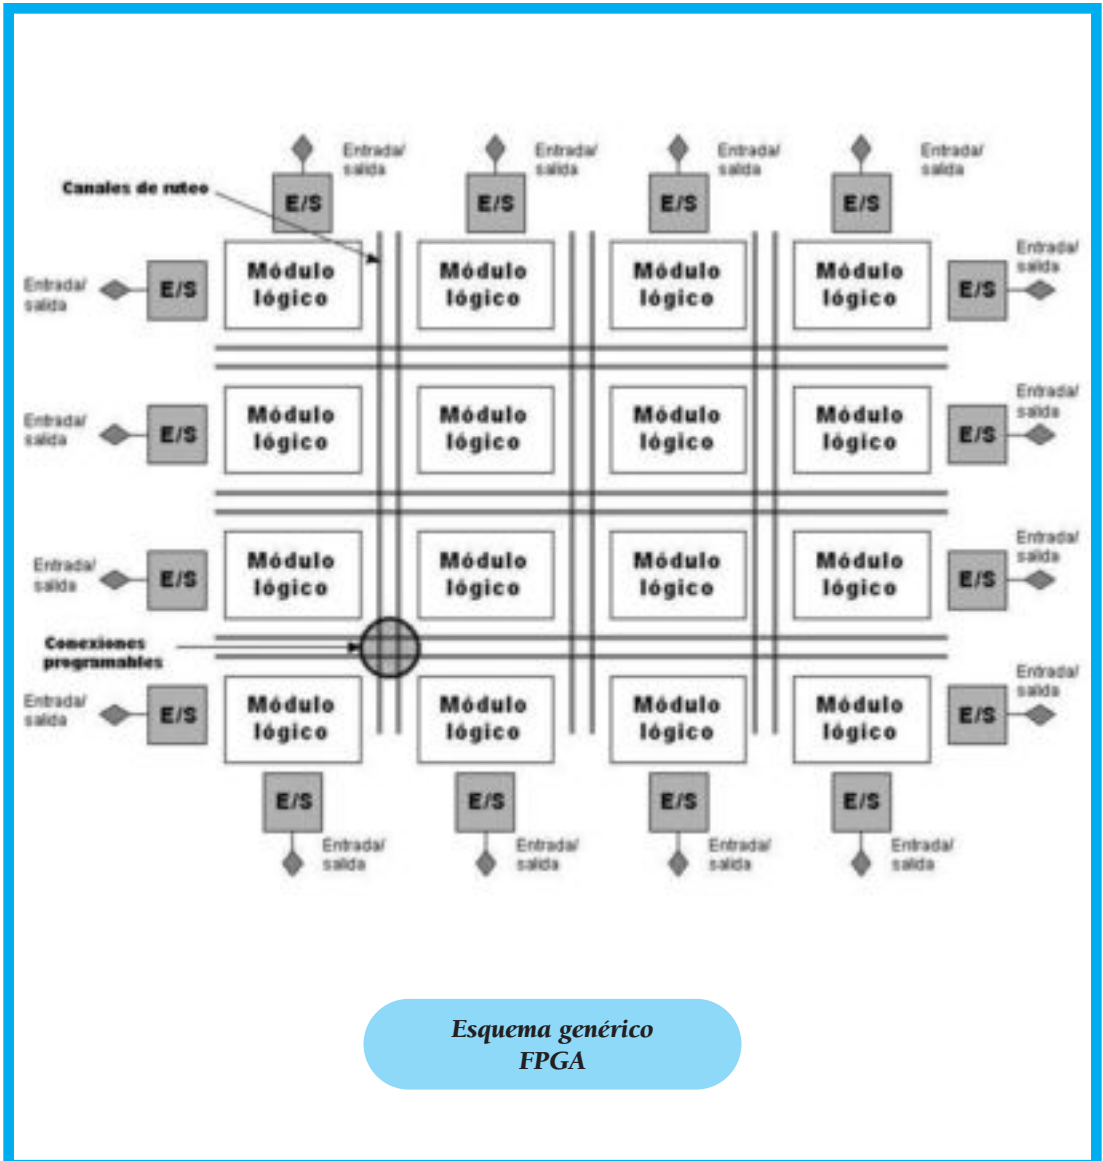 Entrada/
salida
Entrada/
salida
Entrada/
salida
Entrada/
salida
Canales de ruteo
E/S
E/S
E/S
E/S
Entrada/
salida
E/S
Módulo
lógico
Módulo
lógico
Módulo
lógico
Módulo
lógico
E/S
Entrada/
salida
Entrada/
salida
E/S
Módulo
lógico
Módulo
lógico
Módulo
lógico
Módulo
lógico
E/S
Entrada/
salida
Entrada/
salida
E/S
Módulo
lógico
Módulo
lógico
Módulo
lógico
Módulo
lógico
E/S
Entrada/
salida
Conexiones
programables
Entrada/
salida
E/S
Módulo
lógico
Módulo
lógico
Módulo
lógico
Módulo
lógico
E/S
Entrada/
salida
E/S
E/S
E/S
E/S
Entrada/
salida
Entrada/
salida
Entrada/
salida
Entrada/
salida
Esquema genérico
FPGA